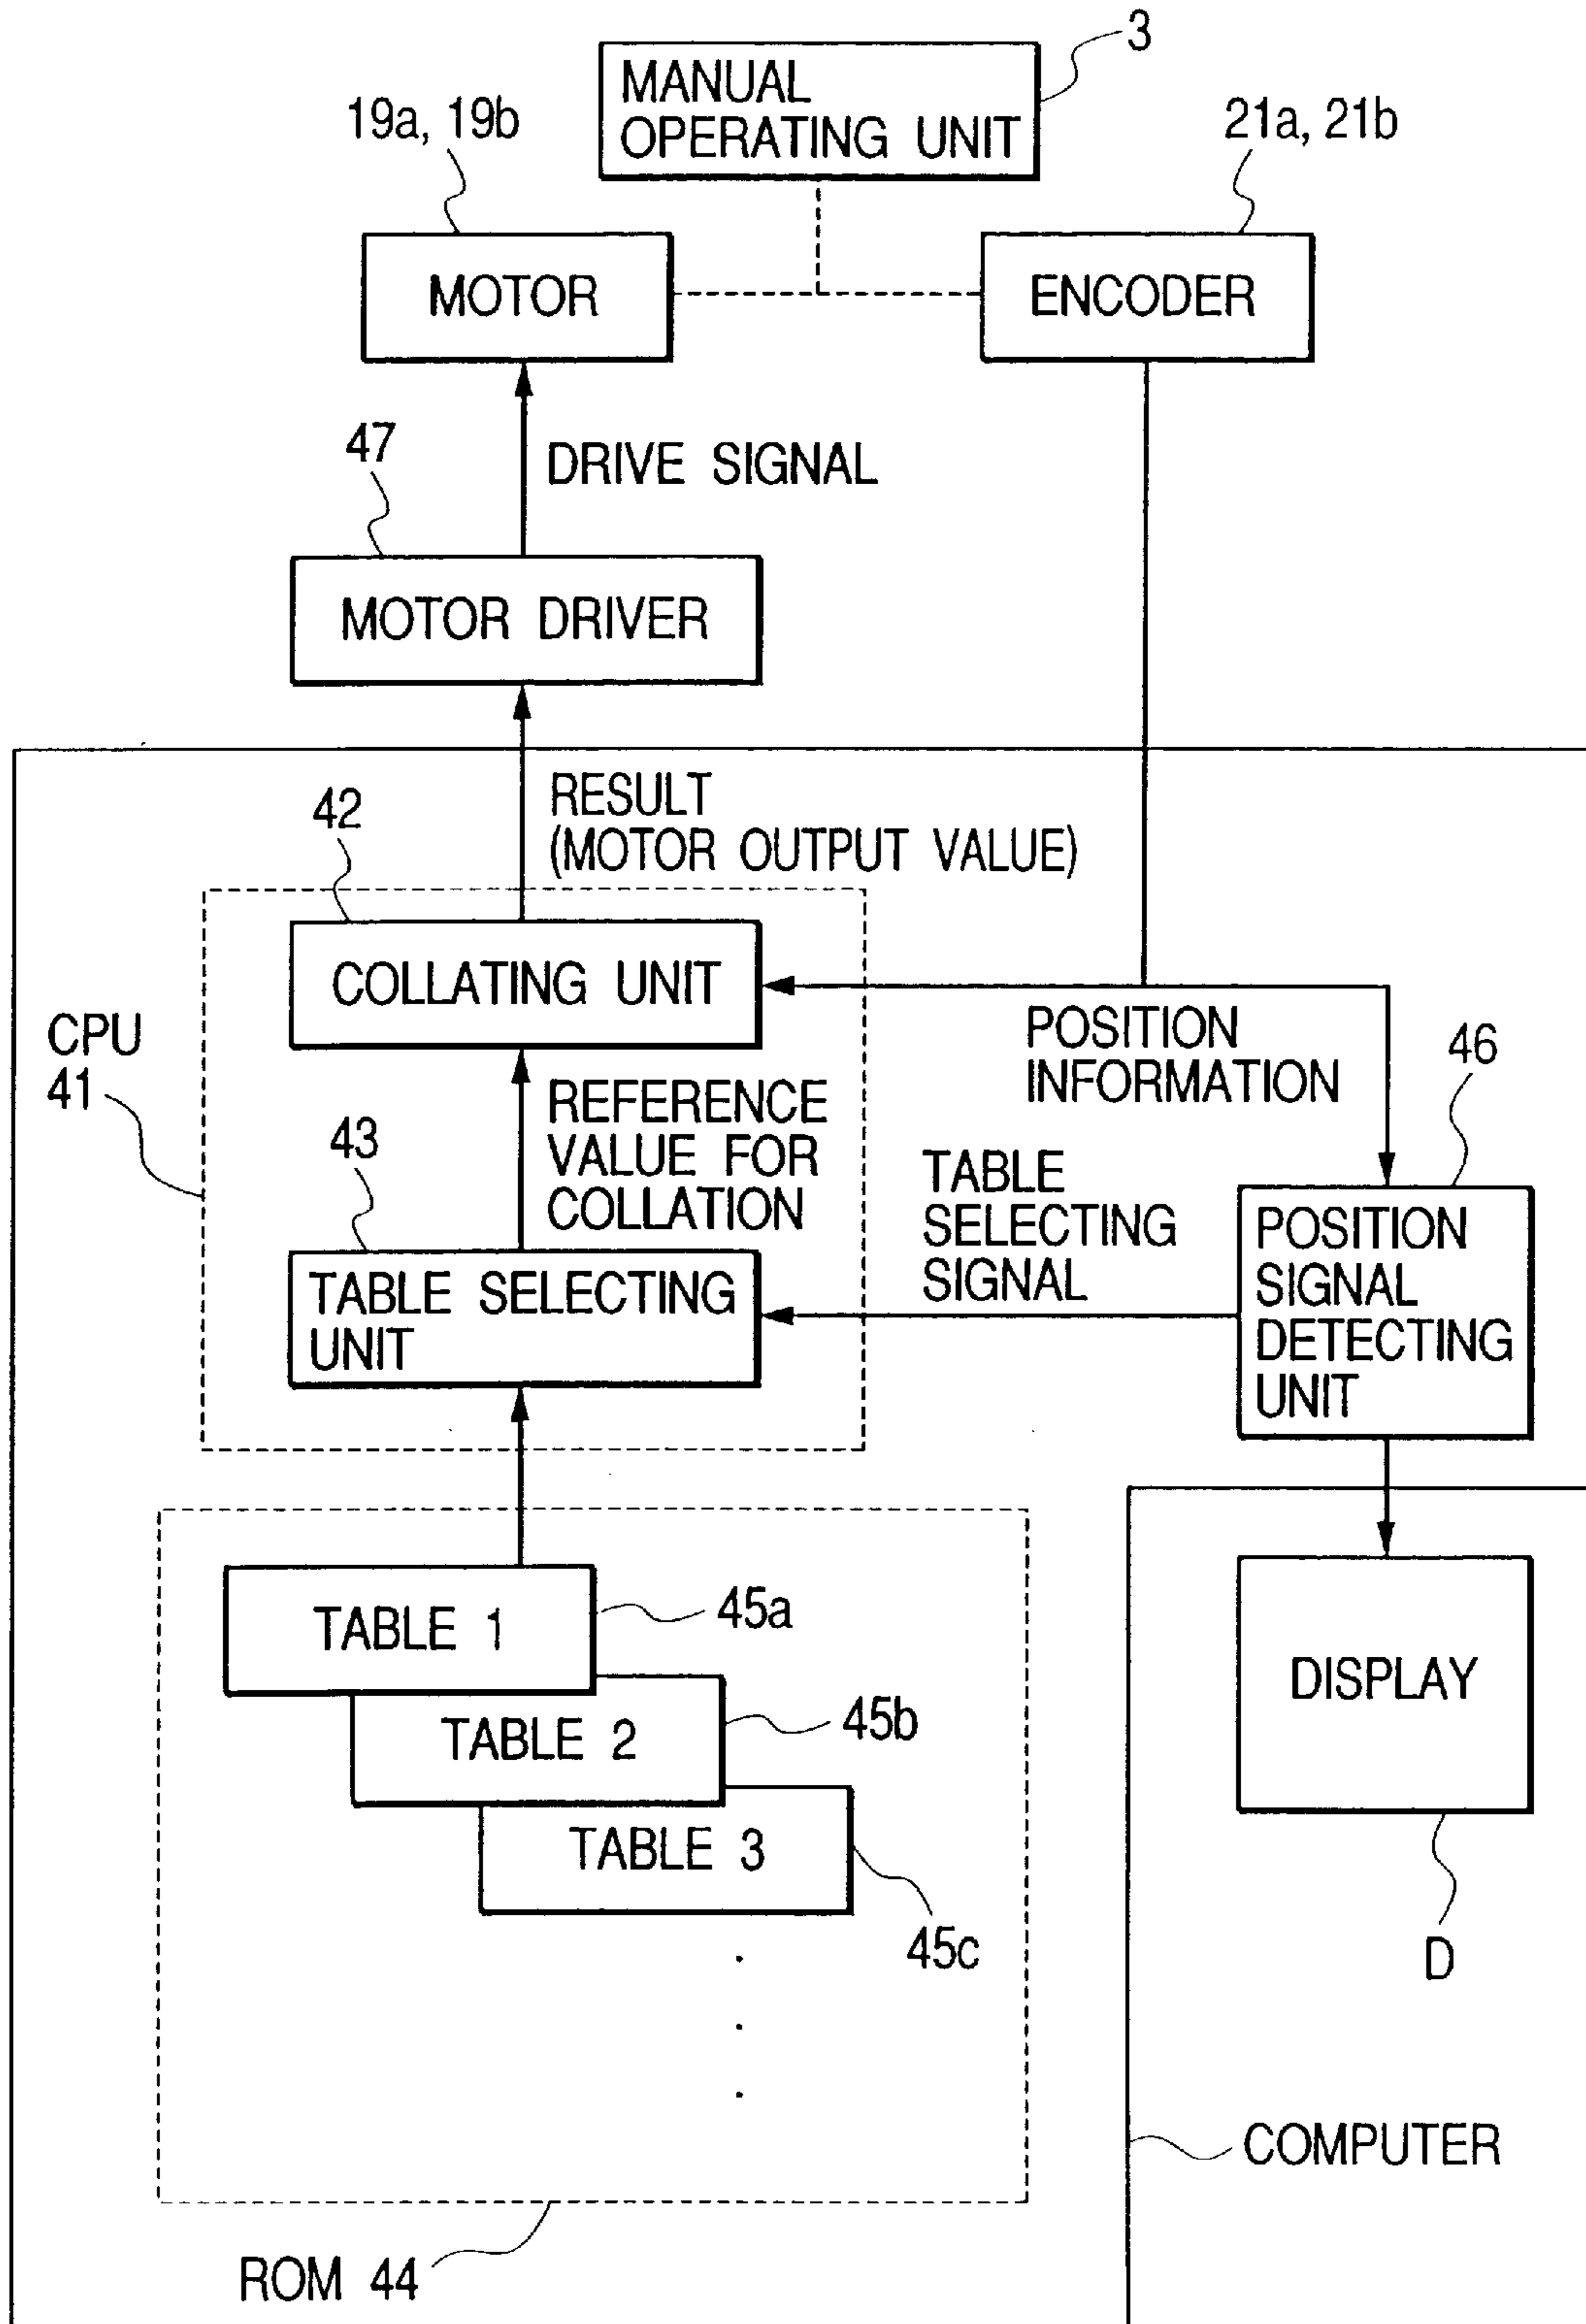 3
MANUAL
OPERATING UNIT
19a, 19b
21a, 21b
MOTOR
ENCODER
47
DRIVE SIGNAL
MOTOR DRIVER
RESULT
(MOTOR OUTPUT VALUE)
42
COLLATING UNIT
CPU
41
POSITION
INFORMATION
46
REFERENCE
VALUE FOR
COLLATION
43
TABLE
SELECTING
SIGNAL
TABLE SELECTING
UNIT
POSITION
SIGNAL
DETECTING
UNIT
TABLE 1
45a
TABLE 2
45b
TABLE 3
45c
DISPLAY
D
COMPUTER
ROM 44